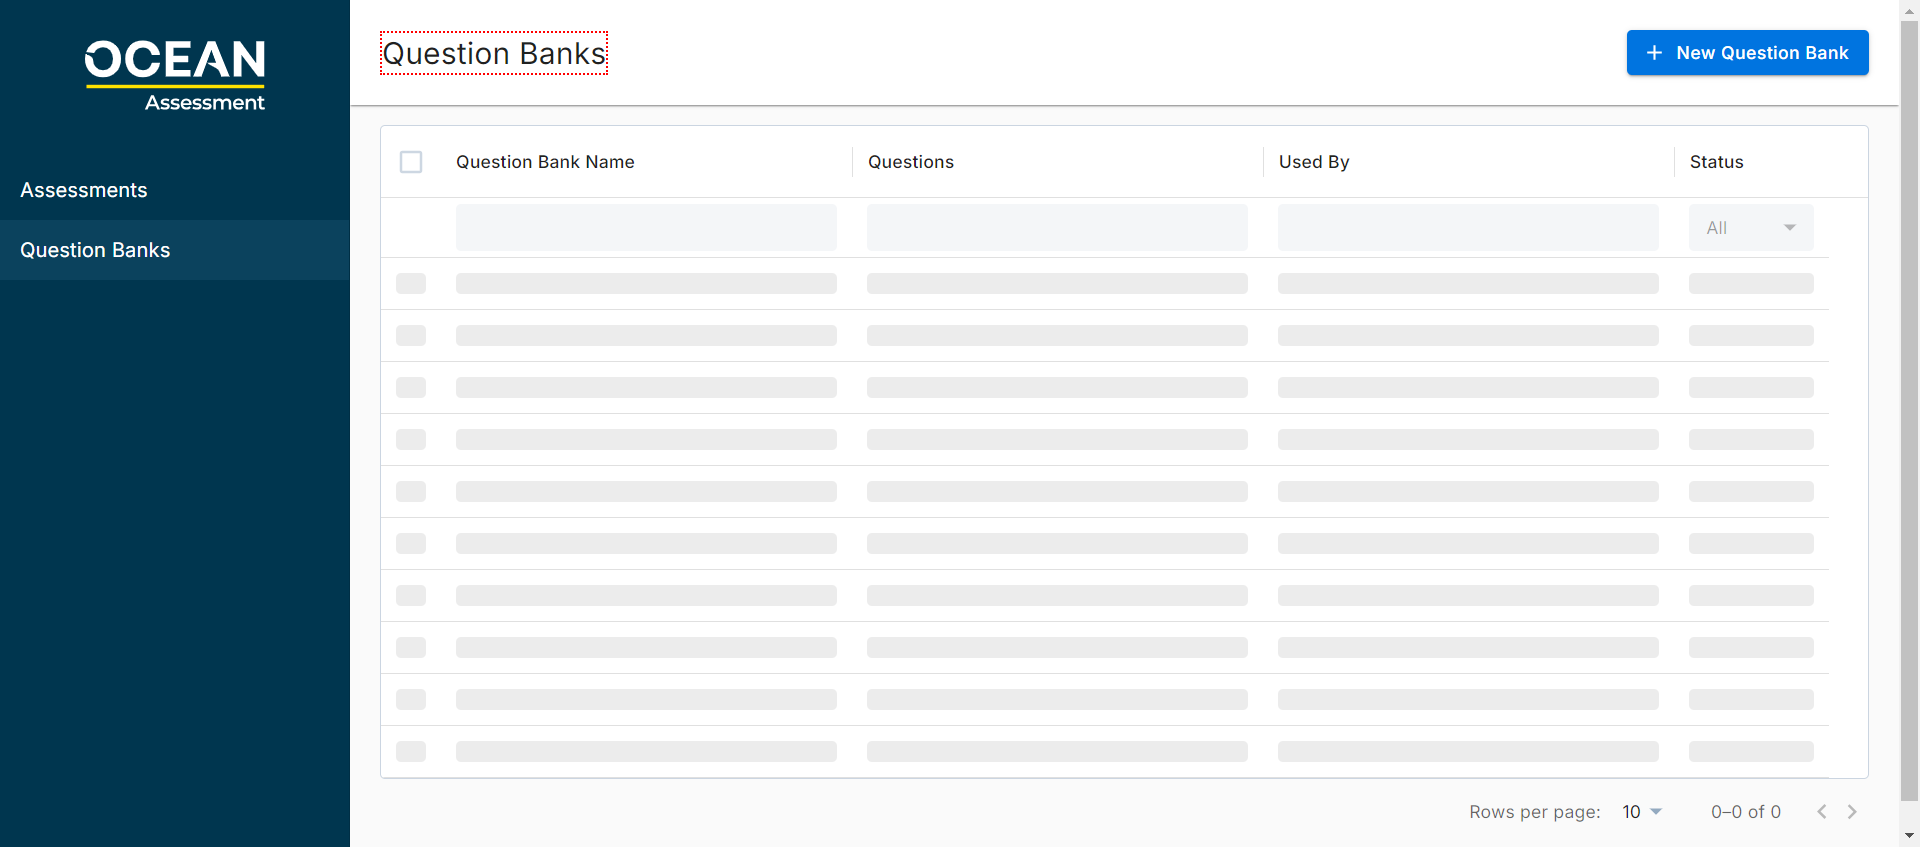 OCEAN
Assessment
Assessments
Question Banks
Question Banks
New Question Bank
Question Bank Name
Questions
Used By
Status
All
Rows per page: 10 0–0 of 0